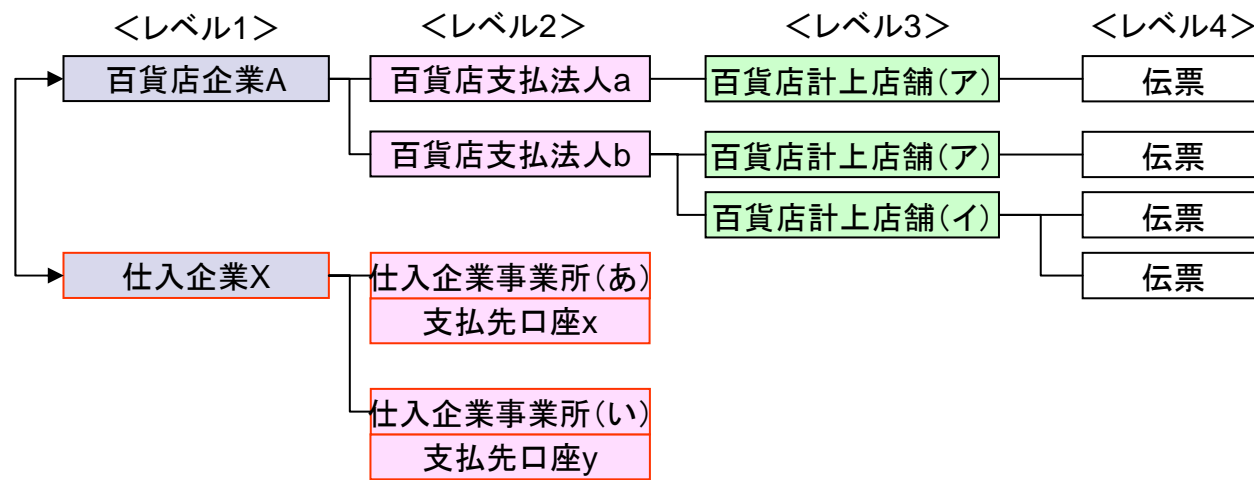 ＜レベル1＞ ＜レベル2＞ ＜レベル3＞ ＜レベル4＞
百貨店企業A 百貨店支払法人a 百貨店計上店舗（ア） 伝票
百貨店支払法人b 百貨店計上店舗（ア） 伝票
百貨店計上店舗（イ） 伝票
仕入企業X 仕入企業事業所（あ） 伝票
支払先口座x
仕入企業事業所（い）
支払先口座y